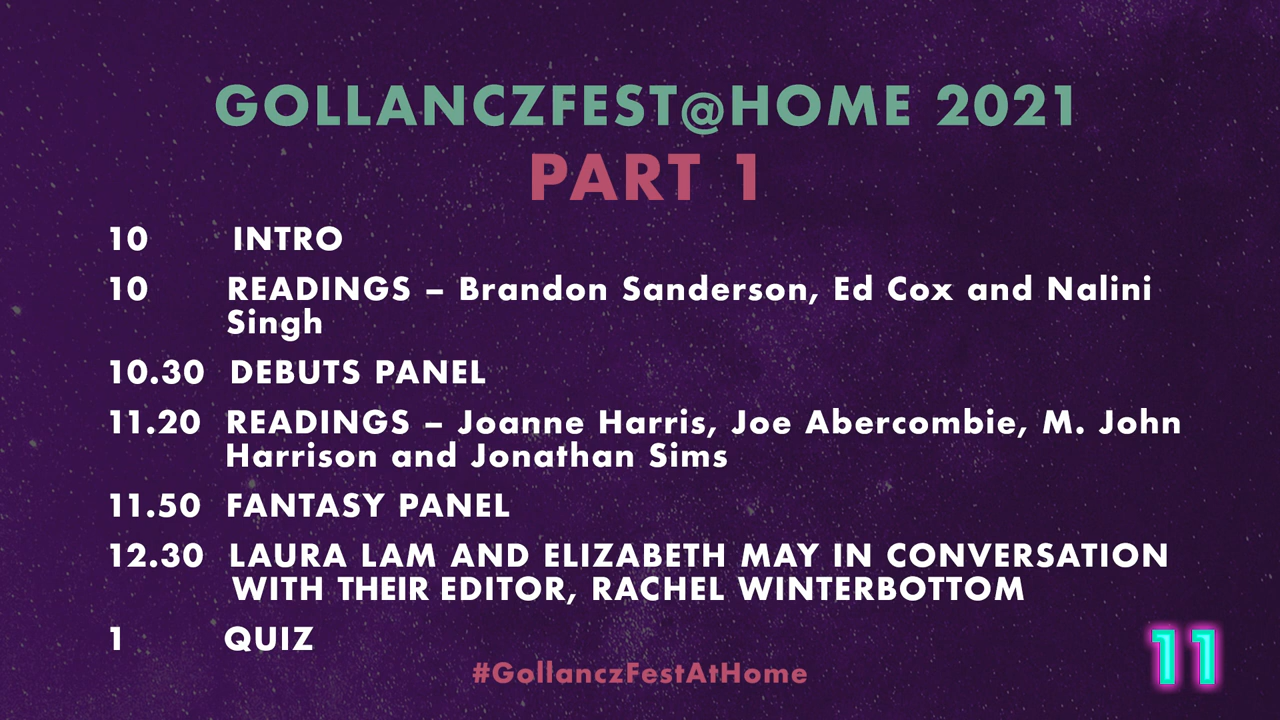 GOLLANCZFEST@HOME 2021
PART 1
10 INTRO
10 READINGS – Brandon Sanderson, Ed Cox and Nalini
Singh
10.30 DEBUTS PANEL
11.20 READINGS – Joanne Harris, Joe Abercombie, M. John
Harrison and Jonathan Sims
11.50 FANTASY PANEL
12.30 LAURA LAM AND ELIZABETH MAY IN CONVERSATION
WITH THEIR EDITOR, RACHEL WINTERBOTTOM
1 QUIZ
#GollanczFestAtHome
11